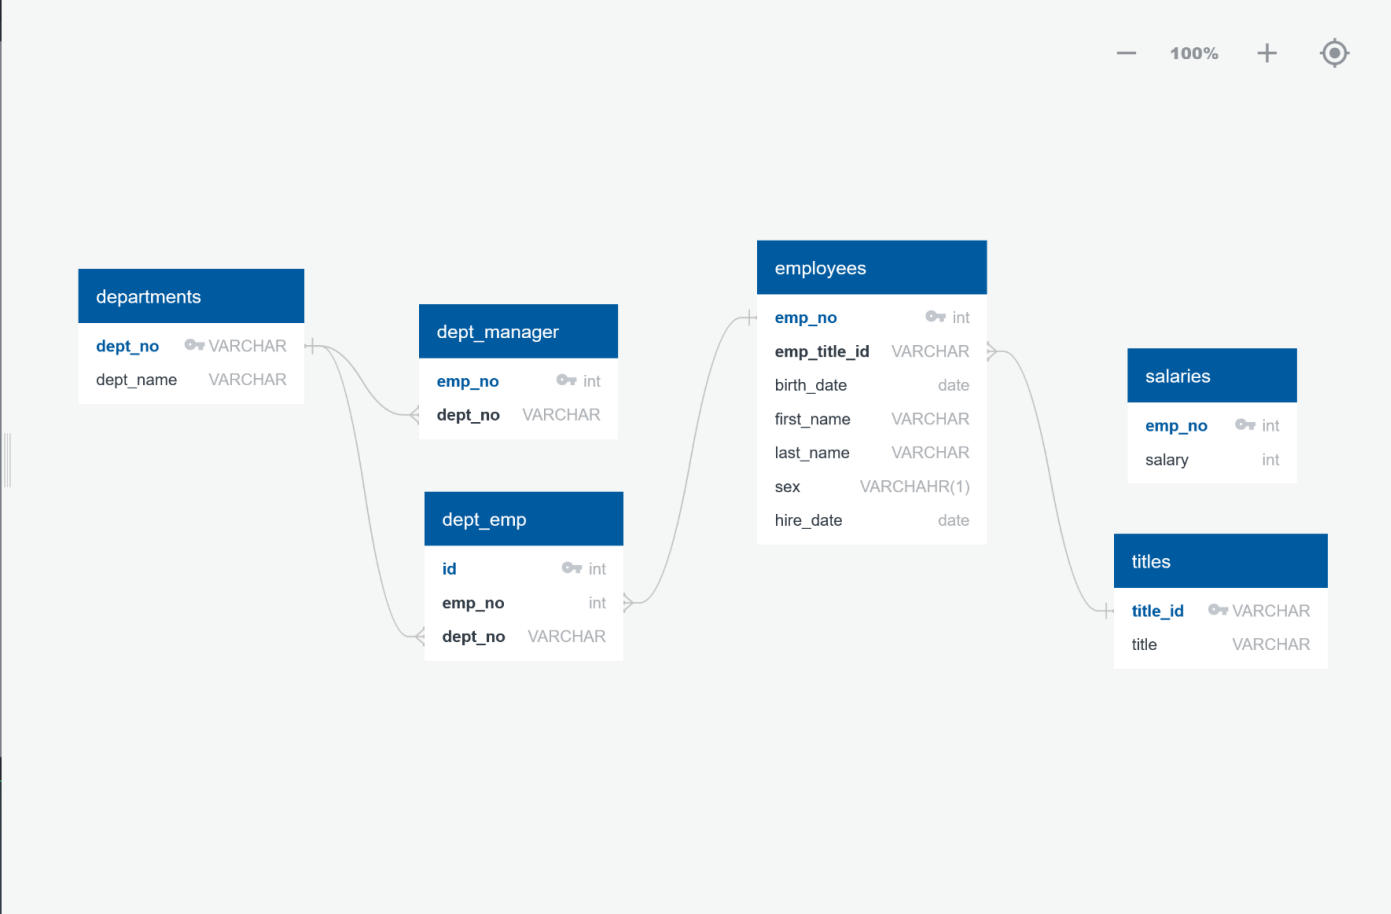 100%
departments
dept_no VARCHAR
dept_name VARCHAR
dept_manager
emp_no int
dept_no VARCHAR
dept_emp
id int
emp_no int
dept_no VARCHAR
employees
emp_no int
emp_title_id VARCHAR
birth_date date
first_name VARCHAR
last_name VARCHAR
sex VARCHAHR(1)
hire_date date
salaries
emp_no int
salary int
titles
title_id VARCHAR
title VARCHAR